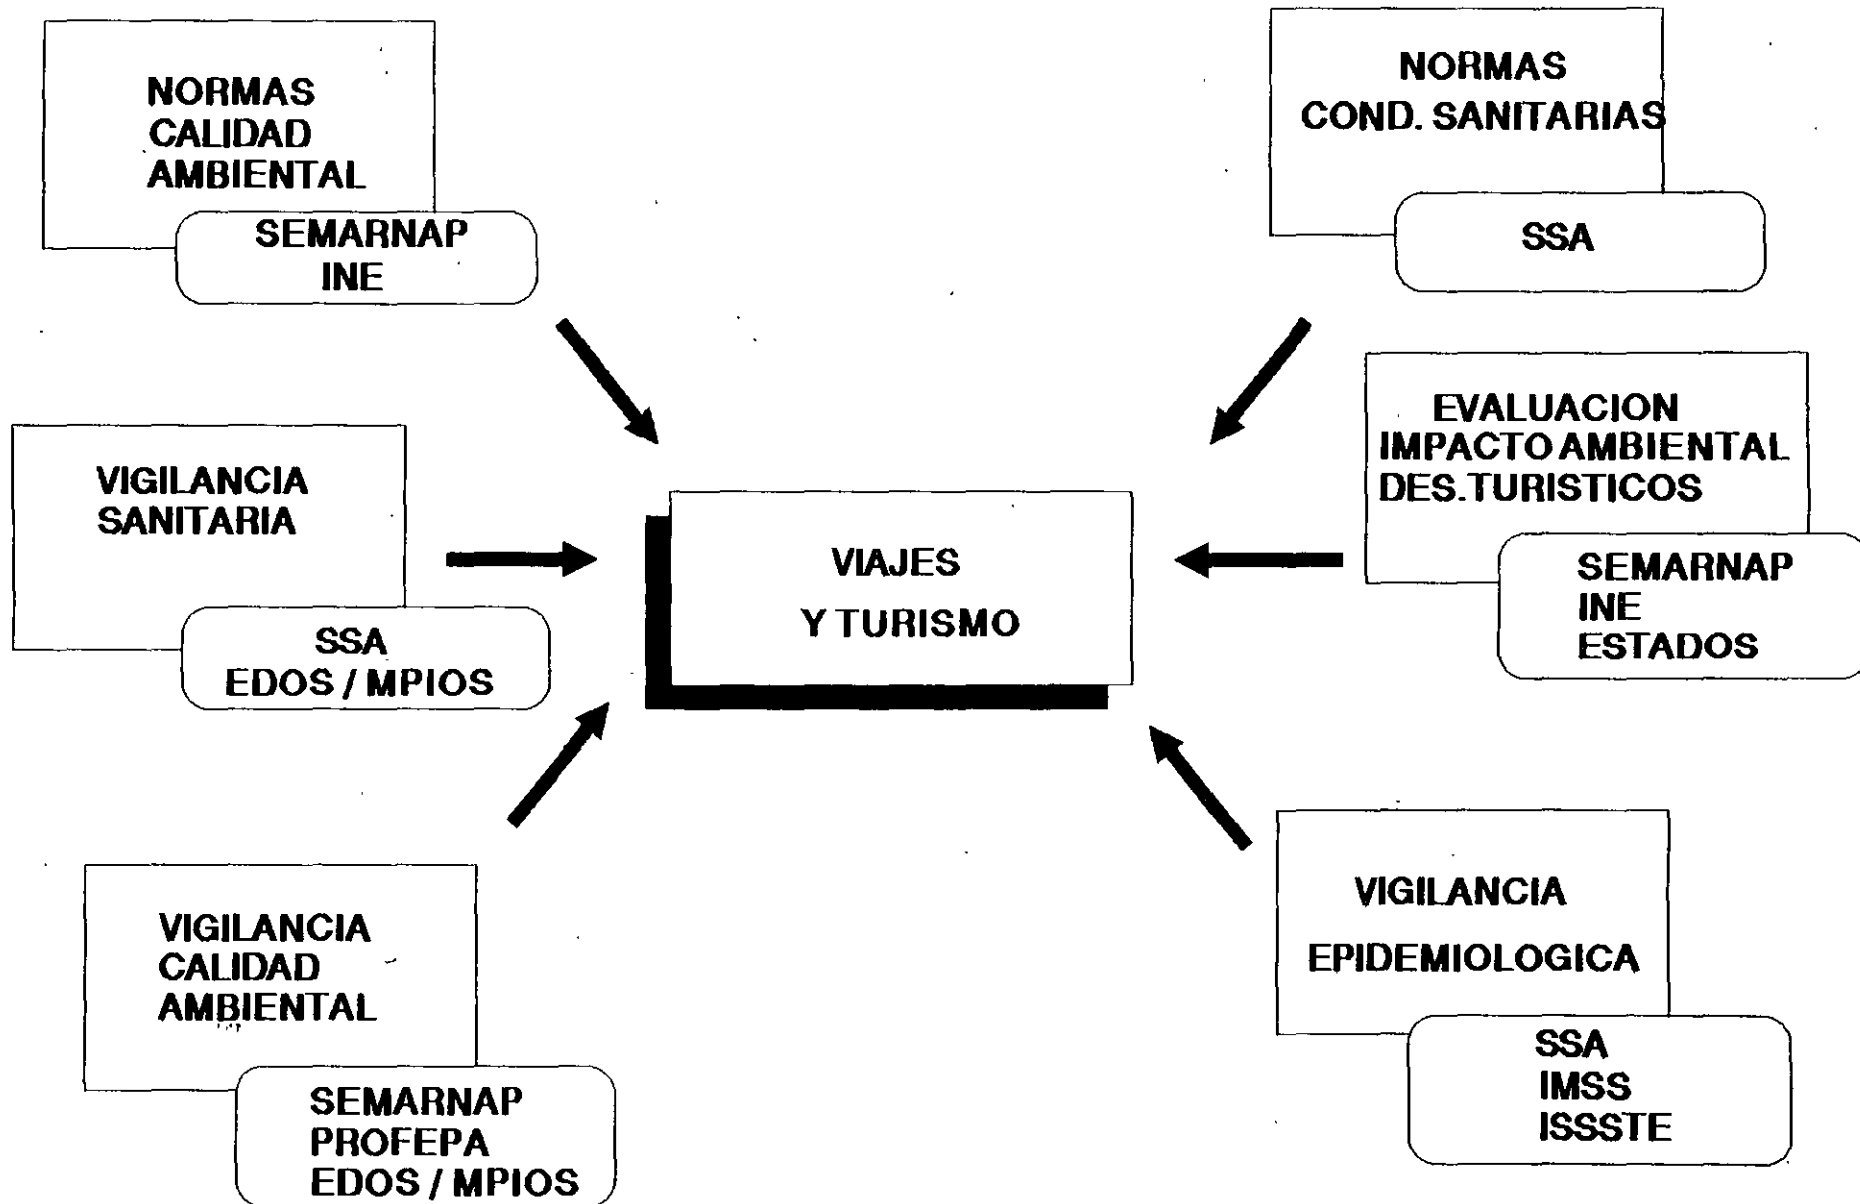 NORMAS
CALIDAD
AMBIENTAL
SEMARNAP
INE
NORMAS
COND. SANITARIAS
SSA
VIGILANCIA
SANITARIA
SSA
EDOS / MPIOS
VIAJES
Y TURISMO
EVALUACION
IMPACTO AMBIENTAL
DES. TURISTICOS
SEMARNAP
INE
ESTADOS
VIGILANCIA
CALIDAD
AMBIENTAL
SEMARNAP
PROFEPA
EDOS / MPIOS
VIGILANCIA
EPIDEMIOLOGICA
SSA
IMSS
ISSSTE